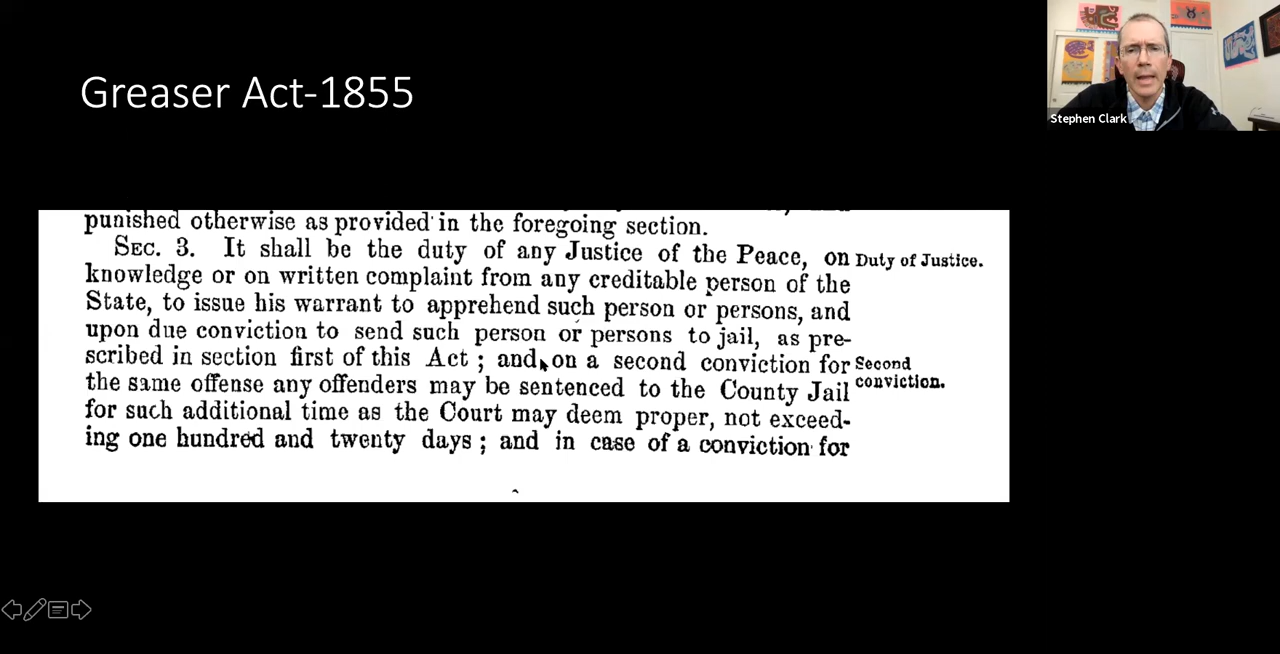 Greaser Act-1855
Stephen Clark
punished otherwise as provided in the foregoing section.
SEC. 3. It shall be the duty of any Justice of the Peace, on
Duty of Justice.
knowledge or on written complaint from any creditable person of the
State, to issue his warrant to apprehend such person or persons, and
upon due conviction to send such person or persons to jail, as pre-
scribed in section first of this Act ; and, on a second conviction for
Second
the same offense any offenders may be sentenced to the County Jail
conviction.
for such additional time as the Court may deem proper, not exceed-
ing one hundred and twenty days ; and in case of a conviction for